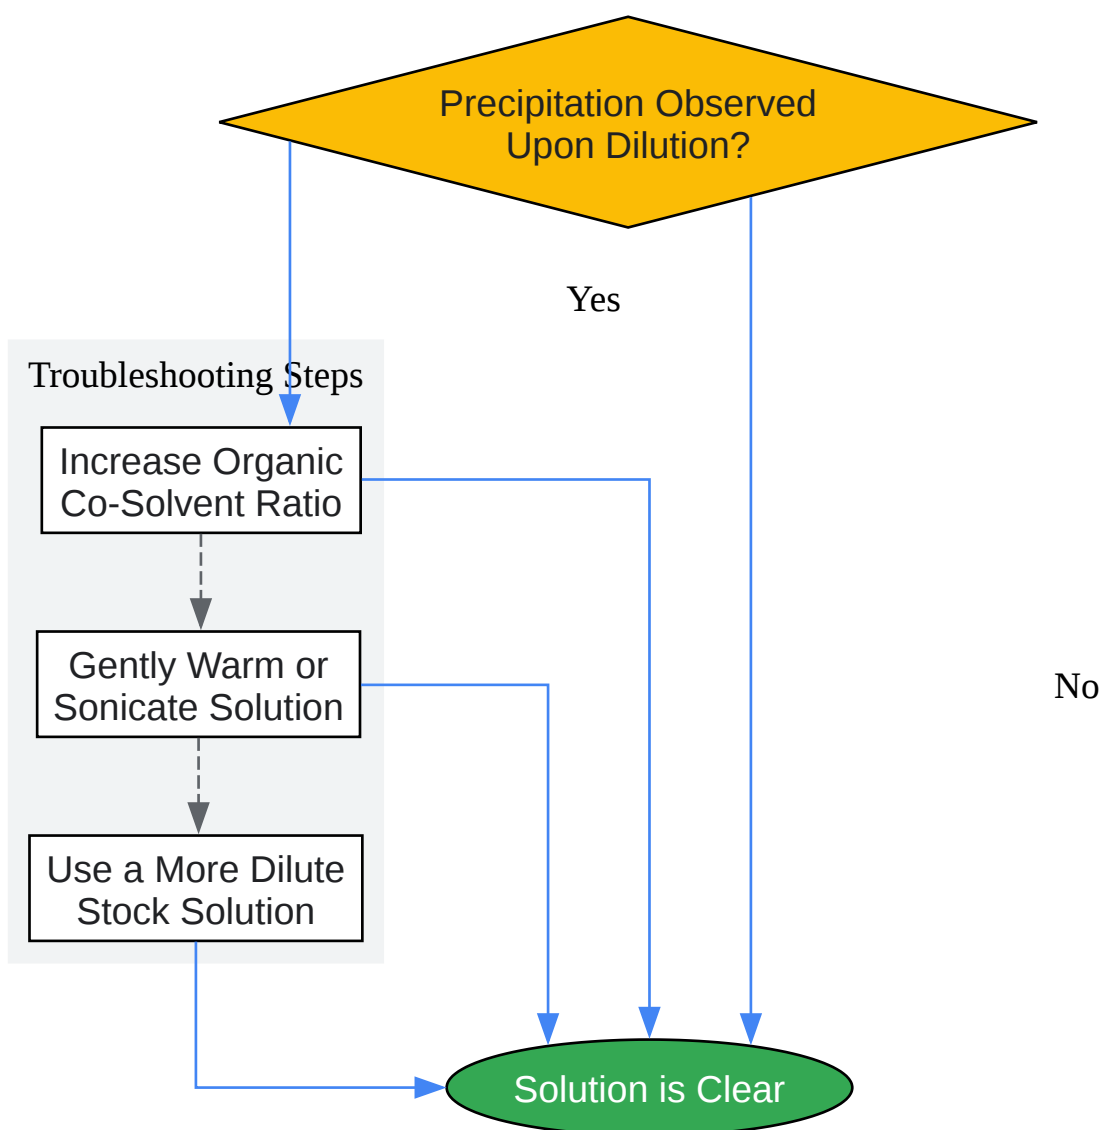 Precipitation Observed
Upon Dilution?
Yes
Troubleshooting Steps
Increase Organic
Co-Solvent Ratio
Gently Warm or
Sonicate Solution
No
Use a More Dilute
Stock Solution
Solution is Clear